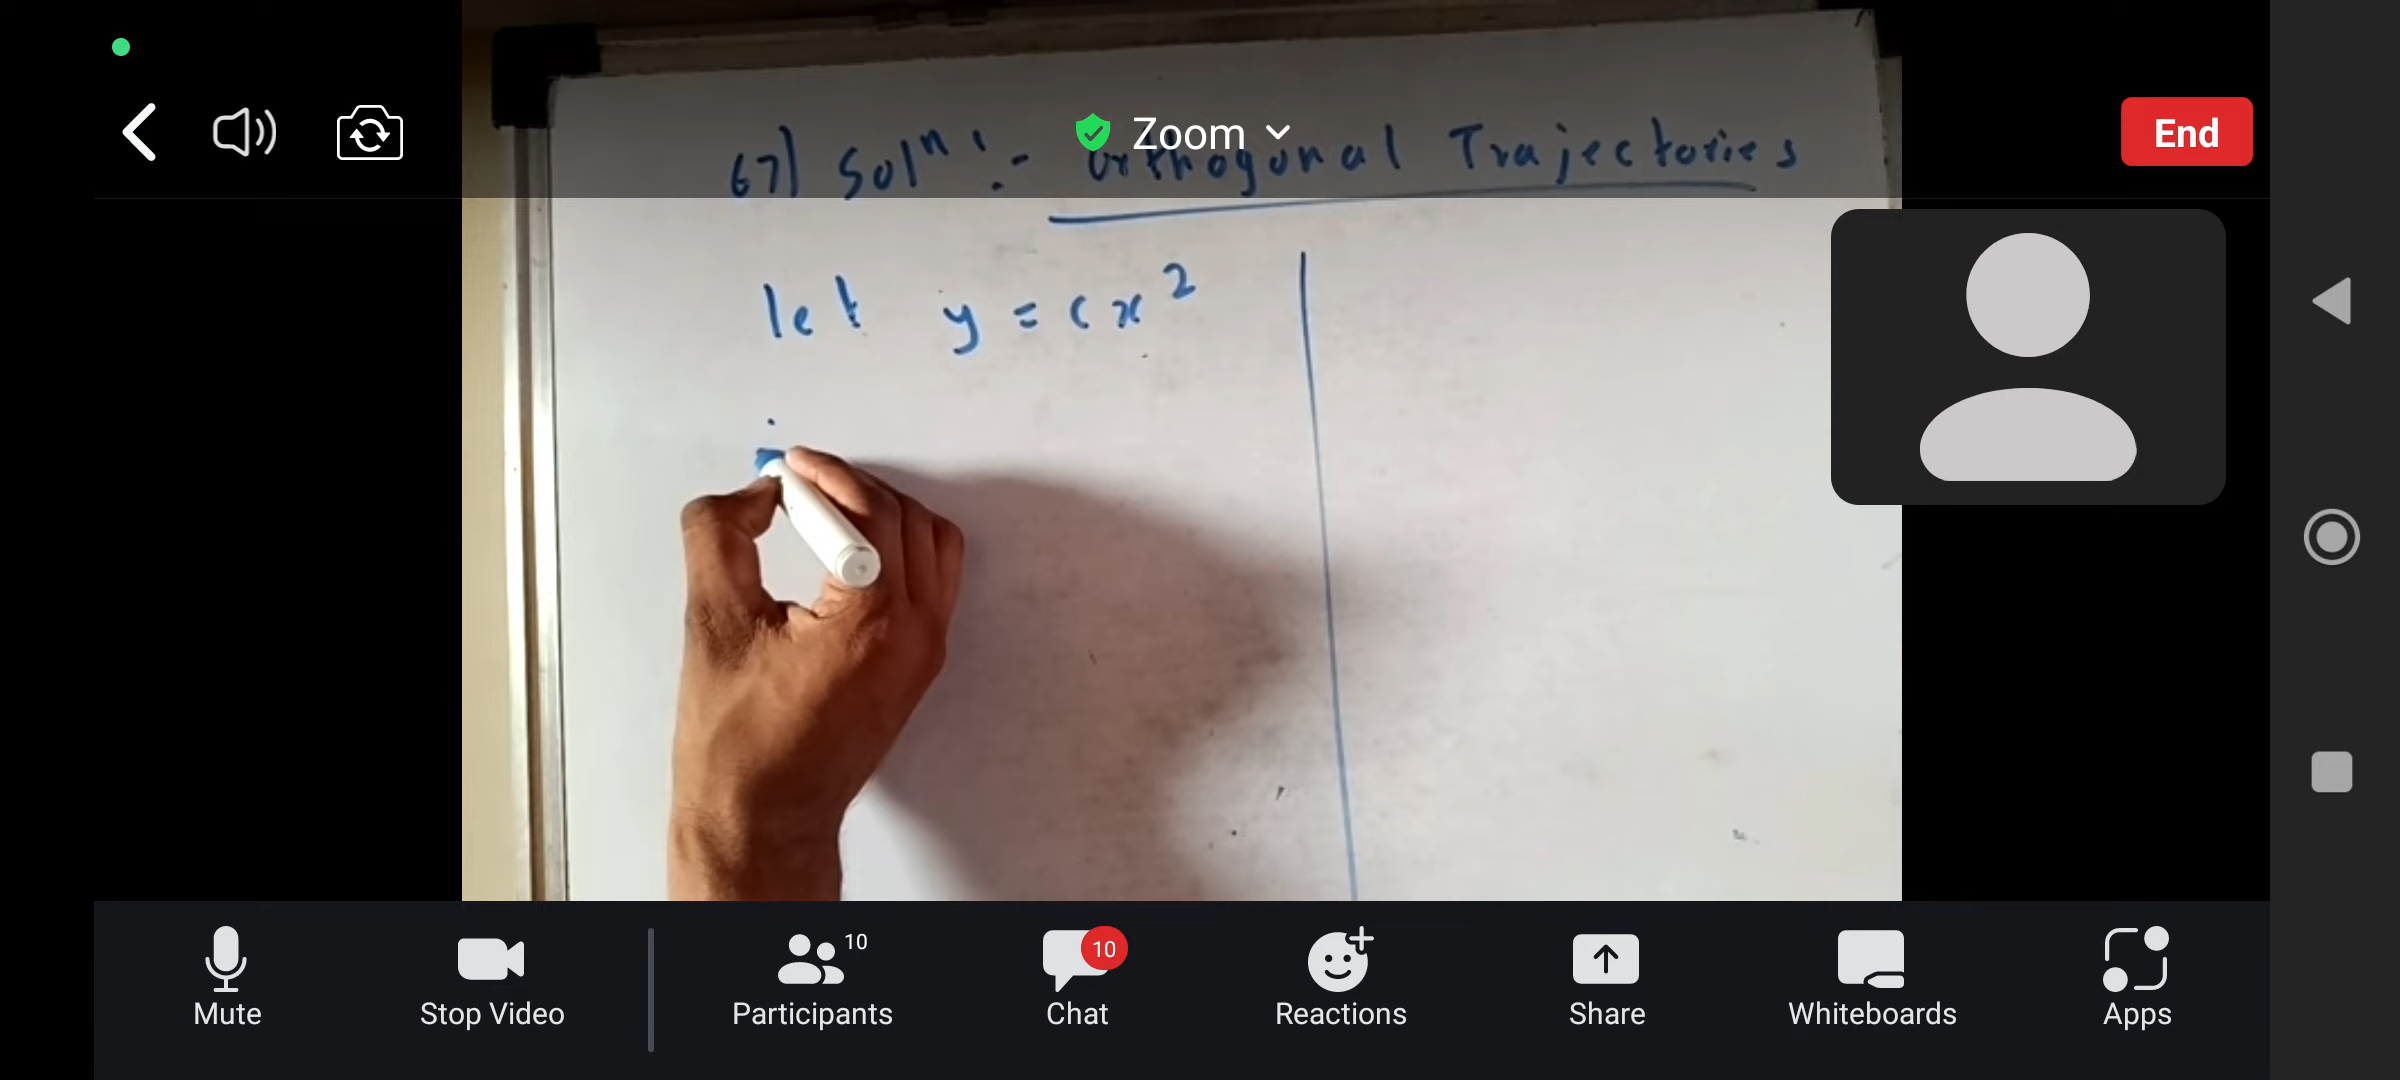 Zoom
End
67) Solⁿ :- Orthogonal Trajectories
let y = cx²
Mute
Stop Video
Participants 10
Chat 10
Reactions
Share
Whiteboards
Apps